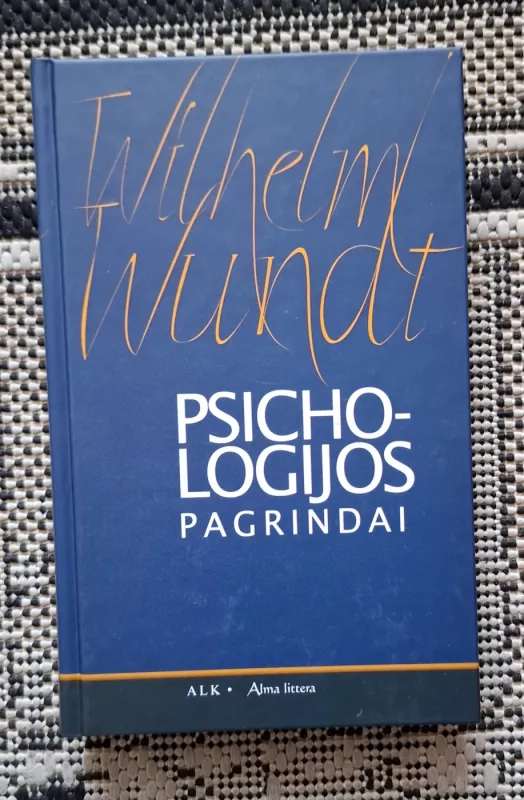 Wilhelm
Wundt
PSICHO-
LOGIJOS
PAGRINDAI
ALK • Alma littera